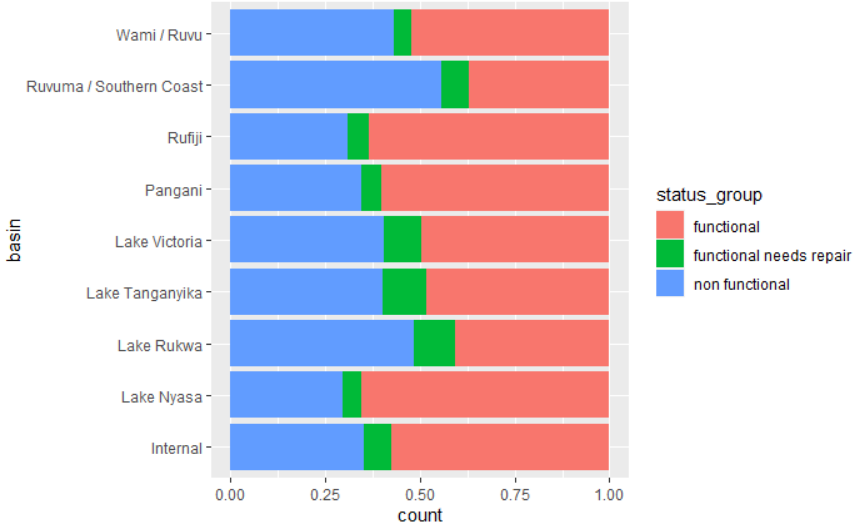 Wami / Ruvu
Ruvuma / Southern Coast
Rufiji
Pangani
Lake Victoria
Lake Tanganyika
Lake Rukwa
Lake Nyasa
Internal
basin
0.00 0.25 0.50 0.75 1.00
count
status_group
functional
functional needs repair
non functional